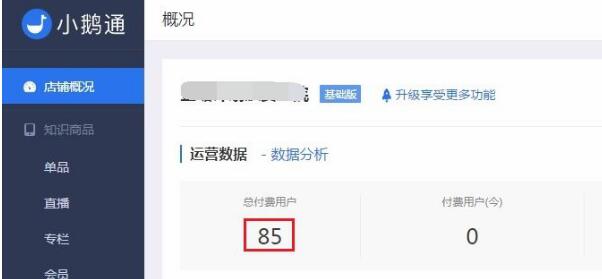 小鹅通
概况
店铺概况
基础版
升级享受更多功能
知识商品
运营数据 - 数据分析
单品
直播
总付费用户
付费用户(今)
专栏
85
0
会员